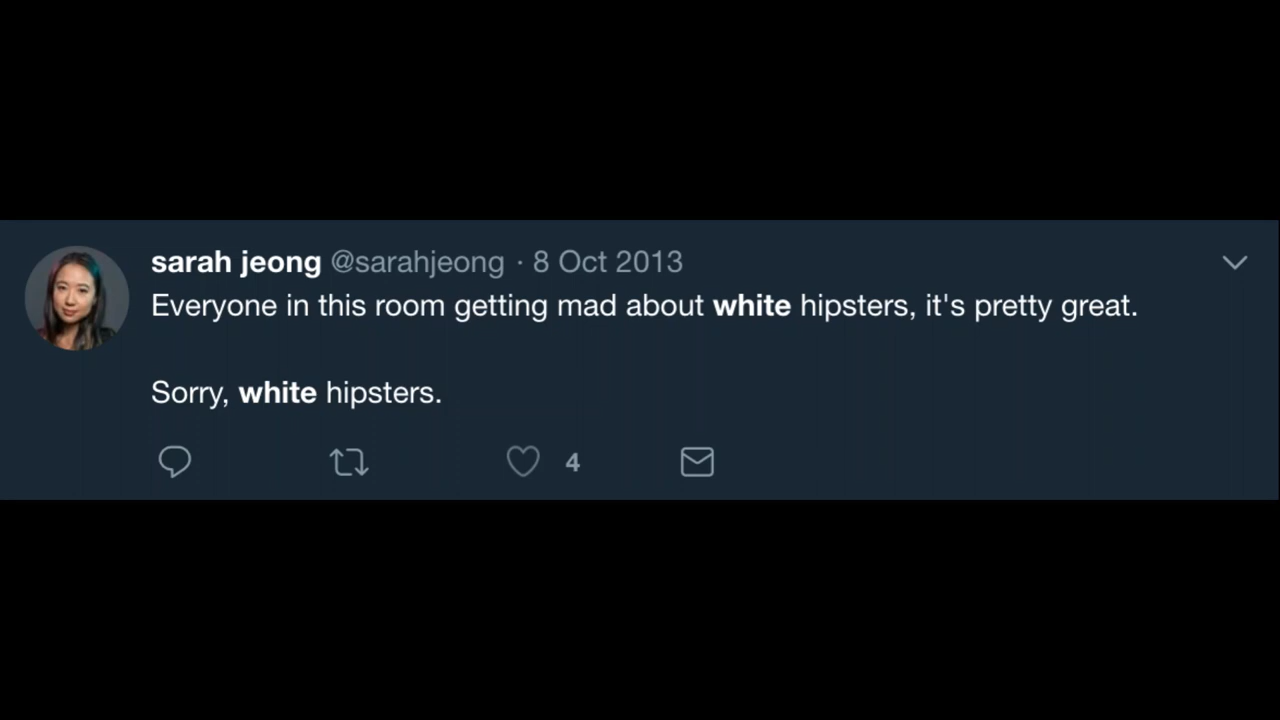 sarah jeong @sarahjeong · 8 Oct 2013
Everyone in this room getting mad about white hipsters, it's pretty great.
Sorry, white hipsters.
4